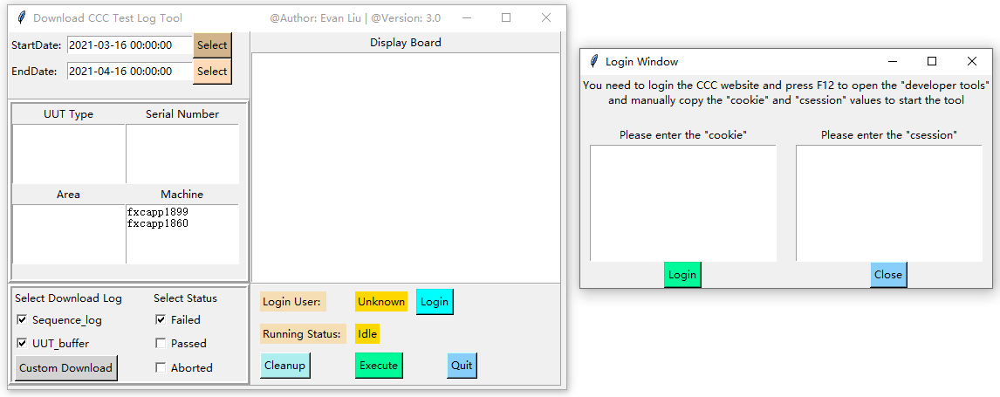 Download CCC Test Log Tool @Author: Evan Liu | @Version: 3.0
StartDate: 2021-03-16 00:00:00 Select
EndDate: 2021-04-16 00:00:00 Select
UUT Type Serial Number
Area Machine
fxcapp1899
fxcapp1860
Select Download Log Select Status
Sequence_log Failed
UUT_buffer Passed
Custom Download Aborted
Display Board
Login User: Unknown Login
Running Status: Idle
Cleanup Execute Quit
Login Window
You need to login the CCC website and press F12 to open the "developer tools"
and manually copy the "cookie" and "csession" values to start the tool
Please enter the "cookie" Please enter the "csession"
Login Close